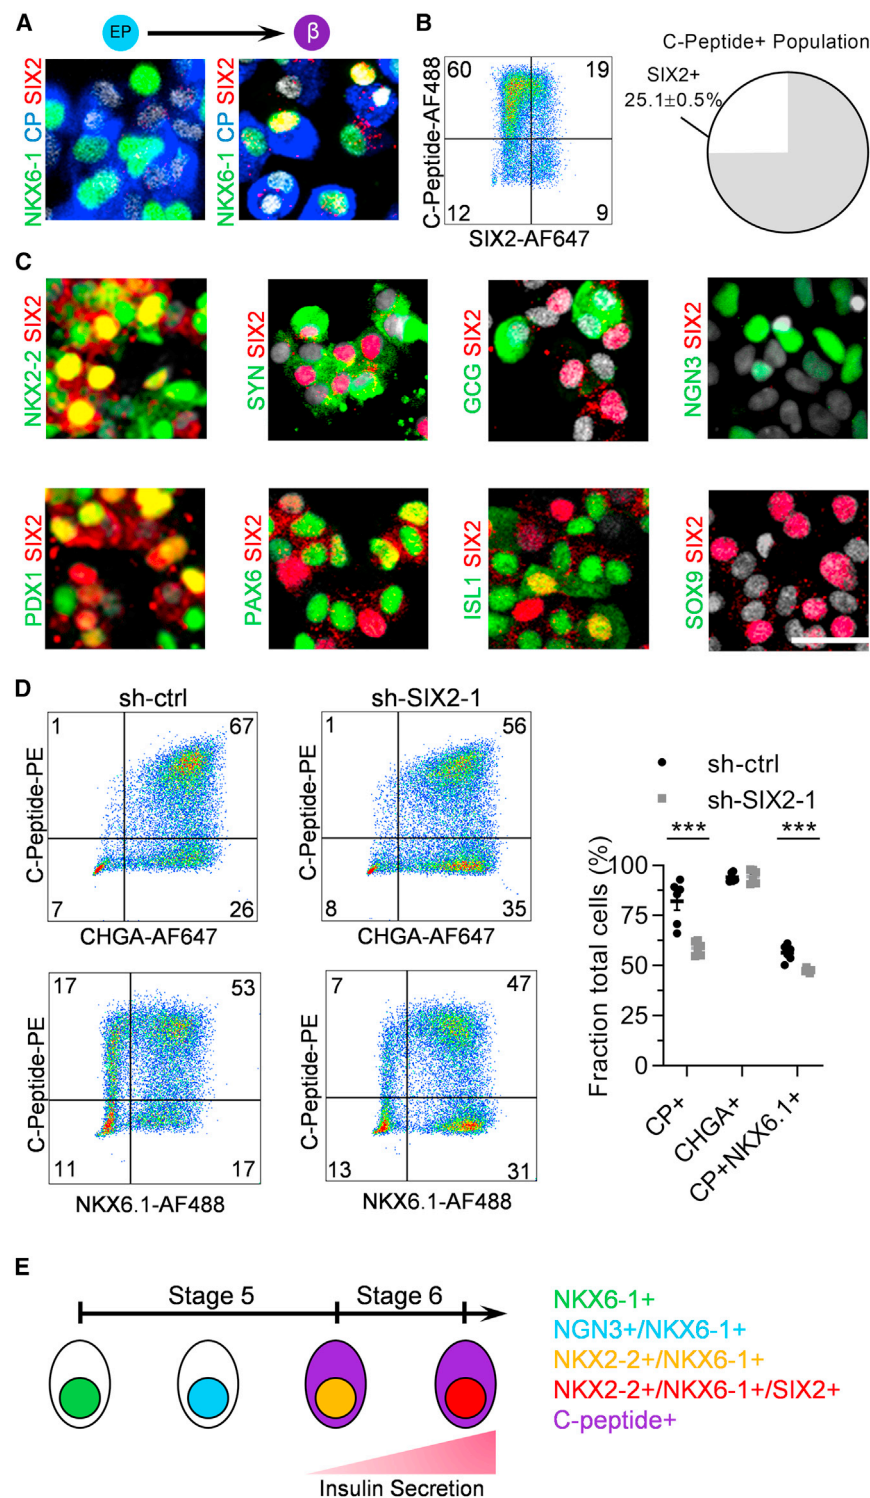 A
EP
β
NKX6-1 CP SIX2
NKX6-1 CP SIX2
B
C-Peptide-AF488
60
19
12
9
SIX2-AF647
C-Peptide+ Population
SIX2+
25.1±0.5%
C
NKX2-2 SIX2
SYN SIX2
GCG SIX2
NGN3 SIX2
PDX1 SIX2
PAX6 SIX2
ISL1 SIX2
SOX9 SIX2
D
sh-ctrl
C-Peptide-PE
1
67
7
26
CHGA-AF647
sh-SIX2-1
C-Peptide-PE
1
56
8
35
CHGA-AF647
C-Peptide-PE
17
53
11
17
NKX6.1-AF488
C-Peptide-PE
7
47
13
31
NKX6.1-AF488
sh-ctrl
sh-SIX2-1
*** ***
Fraction total cells (%)
100
75
50
25
0
CP+
CHGA+
CP+NKX6.1+
E
Stage 5
Stage 6
Insulin Secretion
NKX6-1+
NGN3+/NKX6-1+
NKX2-2+/NKX6-1+
NKX2-2+/NKX6-1+/SIX2+
C-peptide+